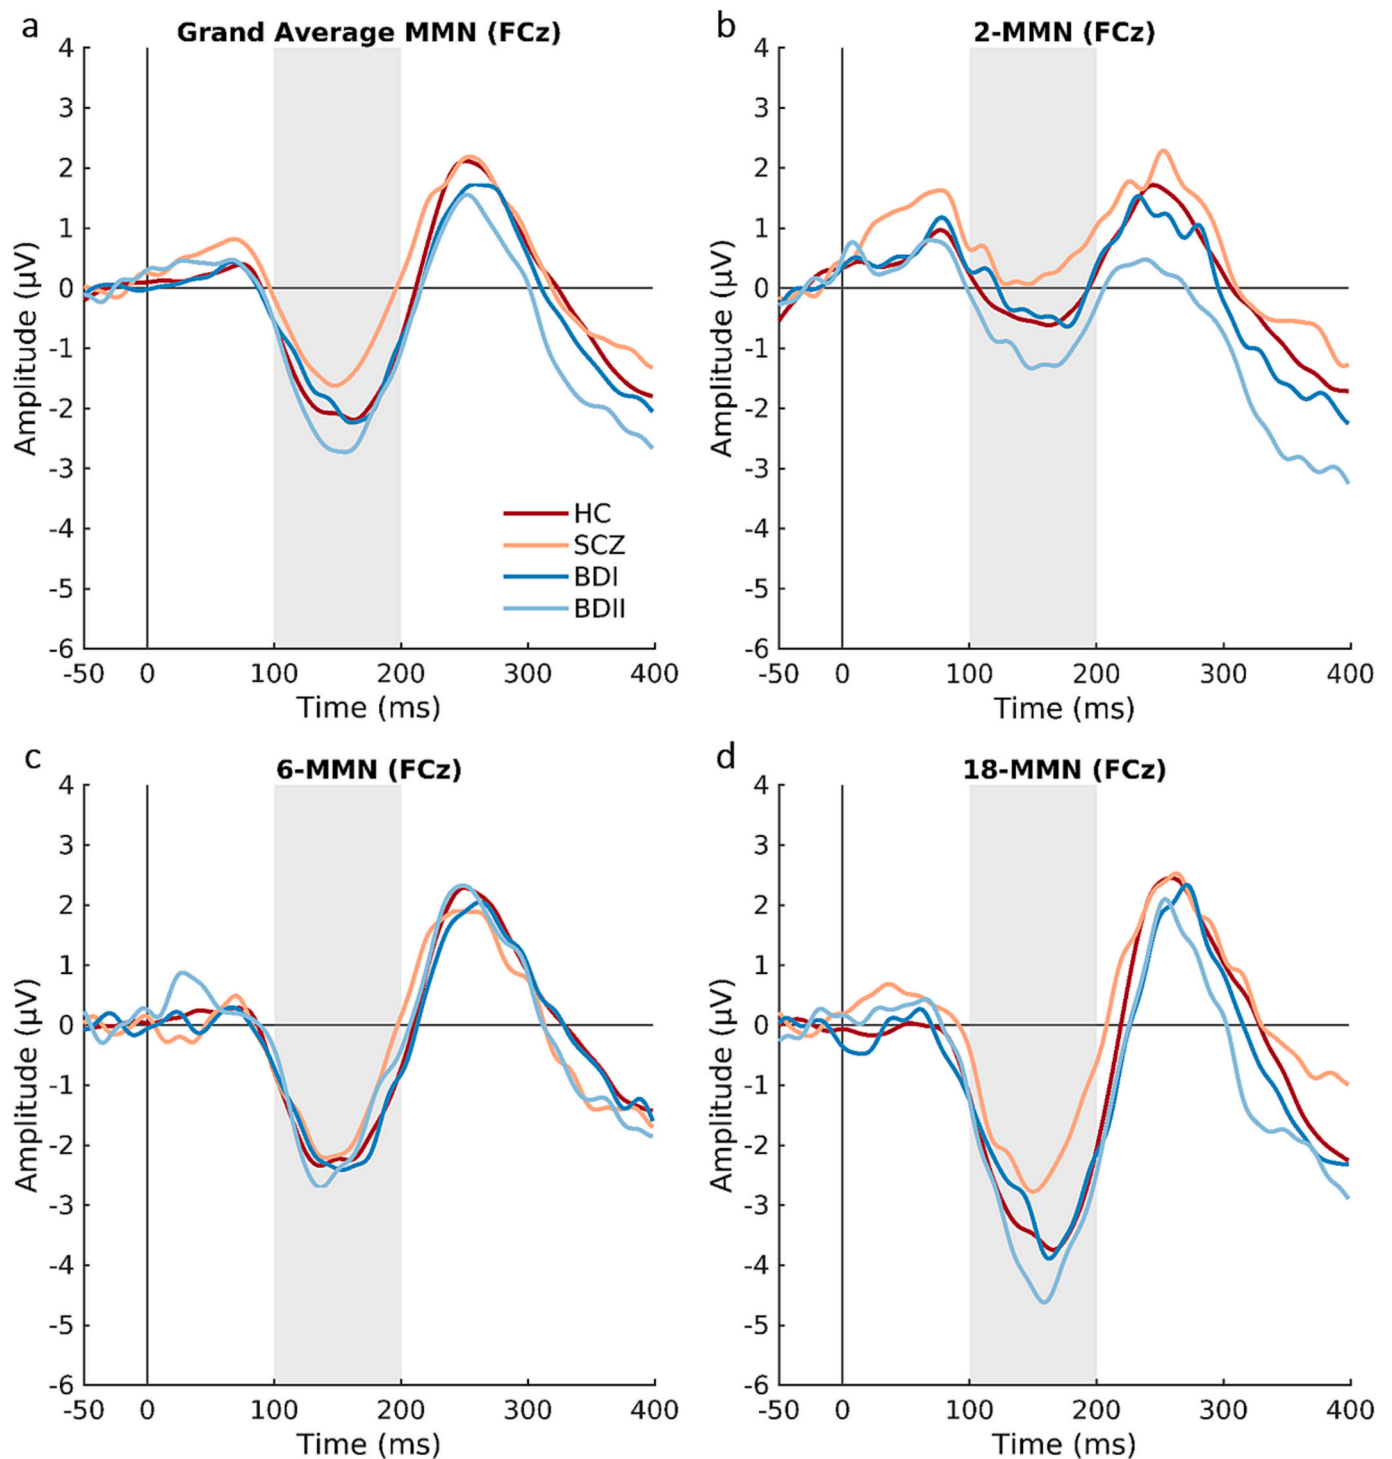 a
Grand Average MMN (FCz)
4
3
2
1
0
-1
-2
-3
-4
-5
-6
Amplitude (µV)
HC
SCZ
BDI
BDII
-50 0 100 200 300 400
Time (ms)
b
2-MMN (FCz)
4
3
2
1
0
-1
-2
-3
-4
-5
-6
Amplitude (µV)
-50 0 100 200 300 400
Time (ms)
c
6-MMN (FCz)
4
3
2
1
0
-1
-2
-3
-4
-5
-6
Amplitude (µV)
-50 0 100 200 300 400
Time (ms)
d
18-MMN (FCz)
4
3
2
1
0
-1
-2
-3
-4
-5
-6
Amplitude (µV)
-50 0 100 200 300 400
Time (ms)